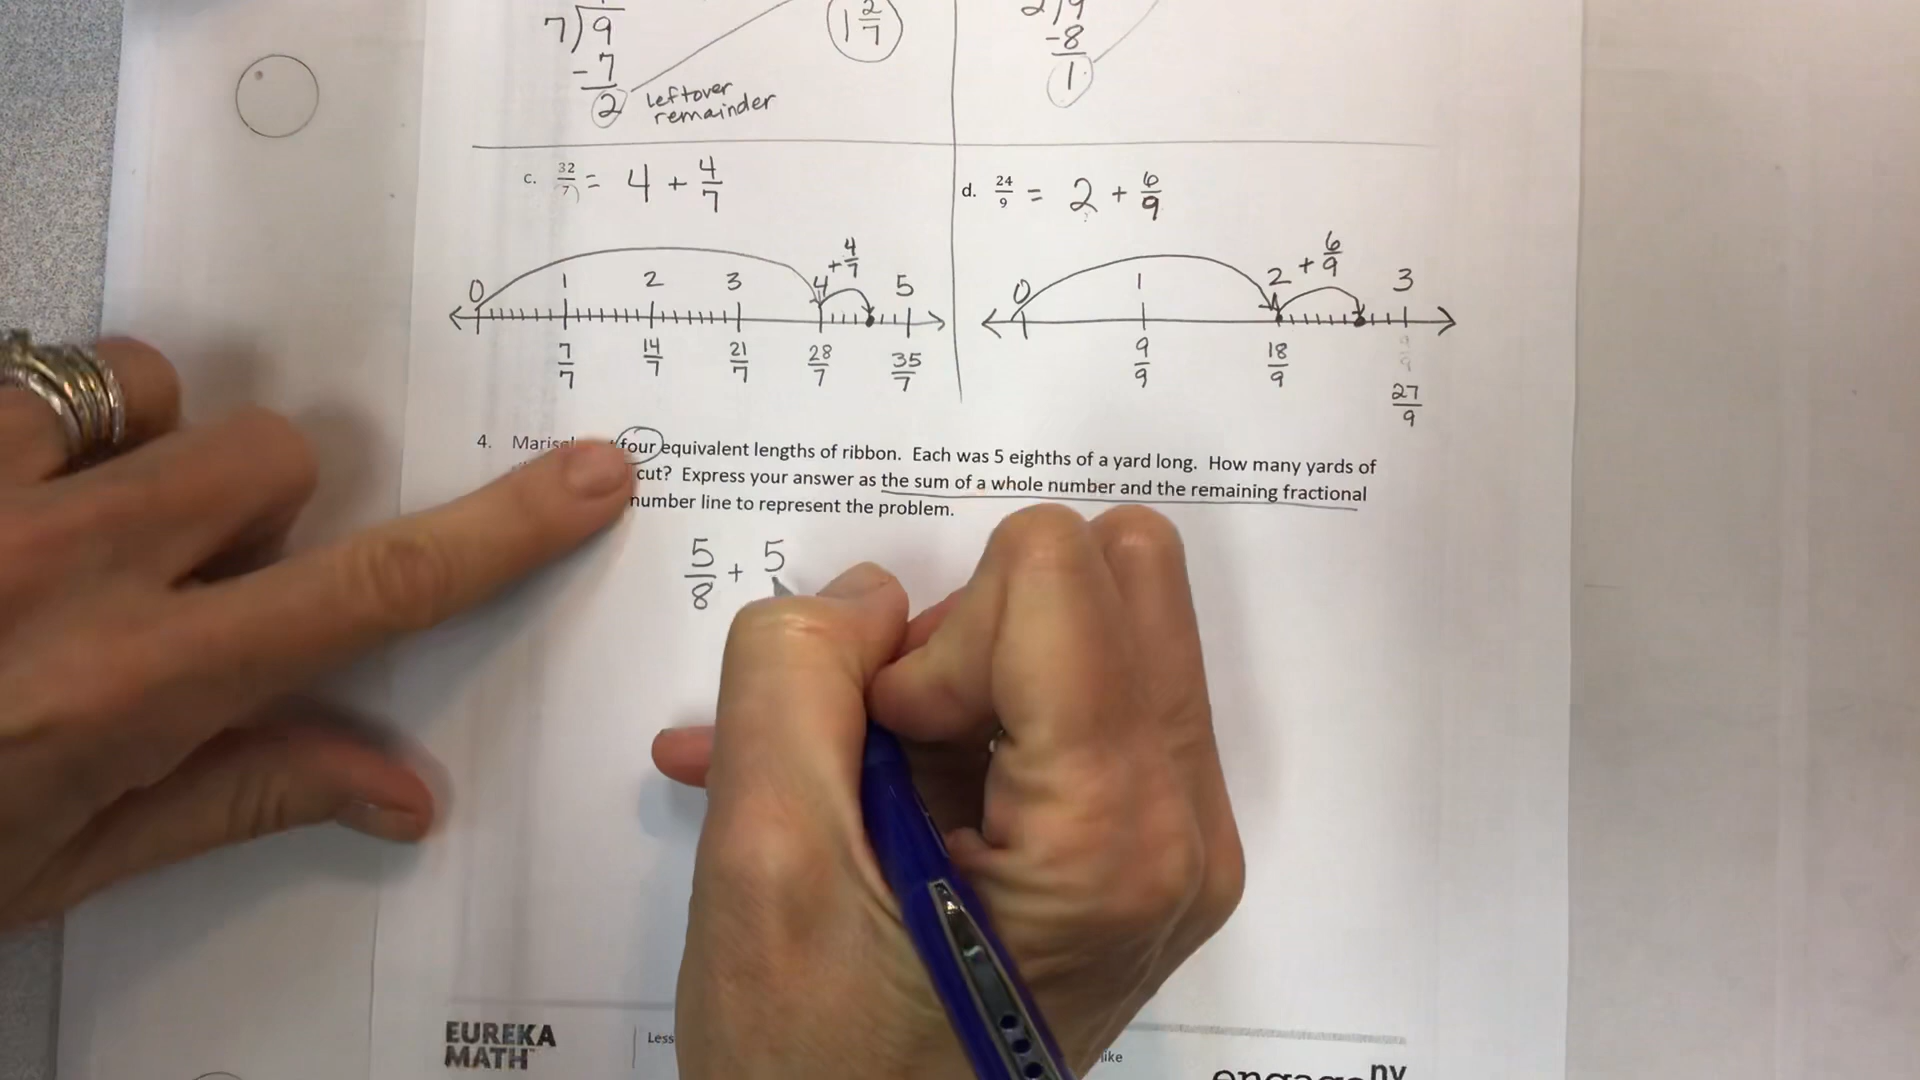 7)9
-7
2
leftover
remainder
1 2/7
2)9
-8
1
c. 32/7 = 4 + 4/7
0 1 2 3 4 +4/7 5
7/7 14/7 21/7 28/7 35/7
d. 24/9 = 2 + 6/9
0 1 2 +6/9 3
9/9 18/9 27/9
4. four equivalent lengths of ribbon. Each was 5 eighths of a yard long. How many yards of
cut? Express your answer as the sum of a whole number and the remaining fractional
number line to represent the problem.
5/8 + 5
EUREKA
MATH